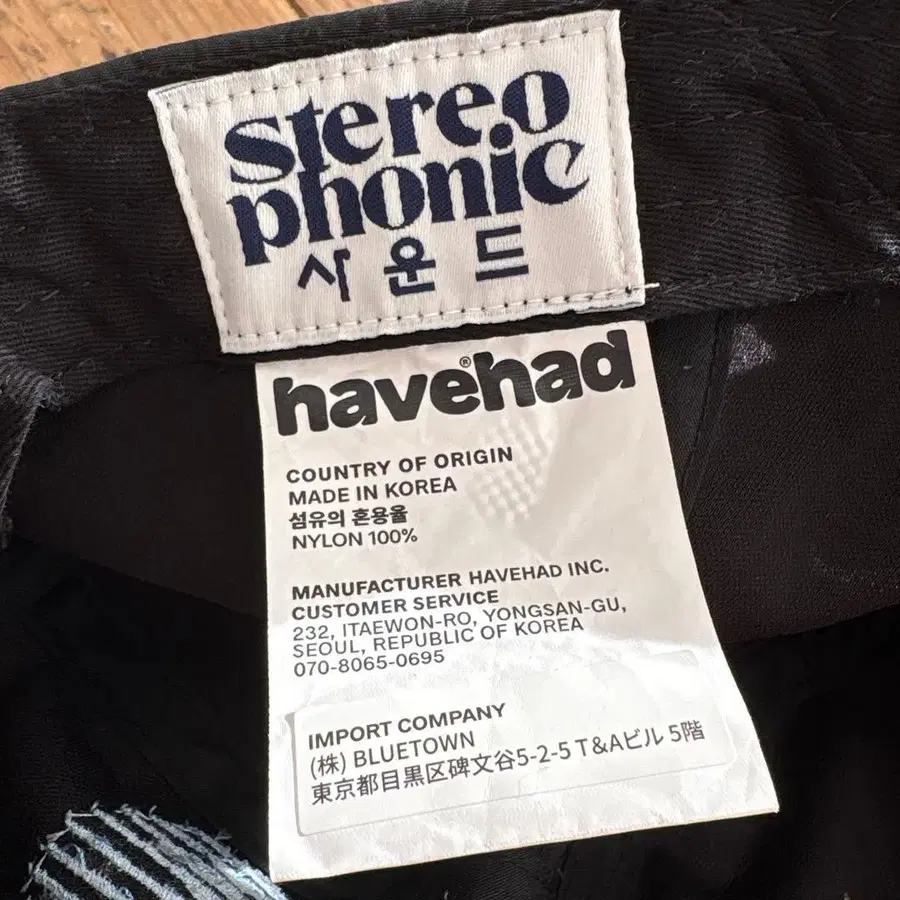 stereo
phonic
사운드
havehad®
COUNTRY OF ORIGIN
MADE IN KOREA
섬유의 혼용율
NYLON 100%
MANUFACTURER HAVEHAD INC.
CUSTOMER SERVICE
232, ITAEWON-RO, YONGSAN-GU,
SEOUL, REPUBLIC OF KOREA
070-8065-0695
IMPORT COMPANY
(株) BLUETOWN
東京都目黒区碑文谷5-2-5 T&Aビル 5階